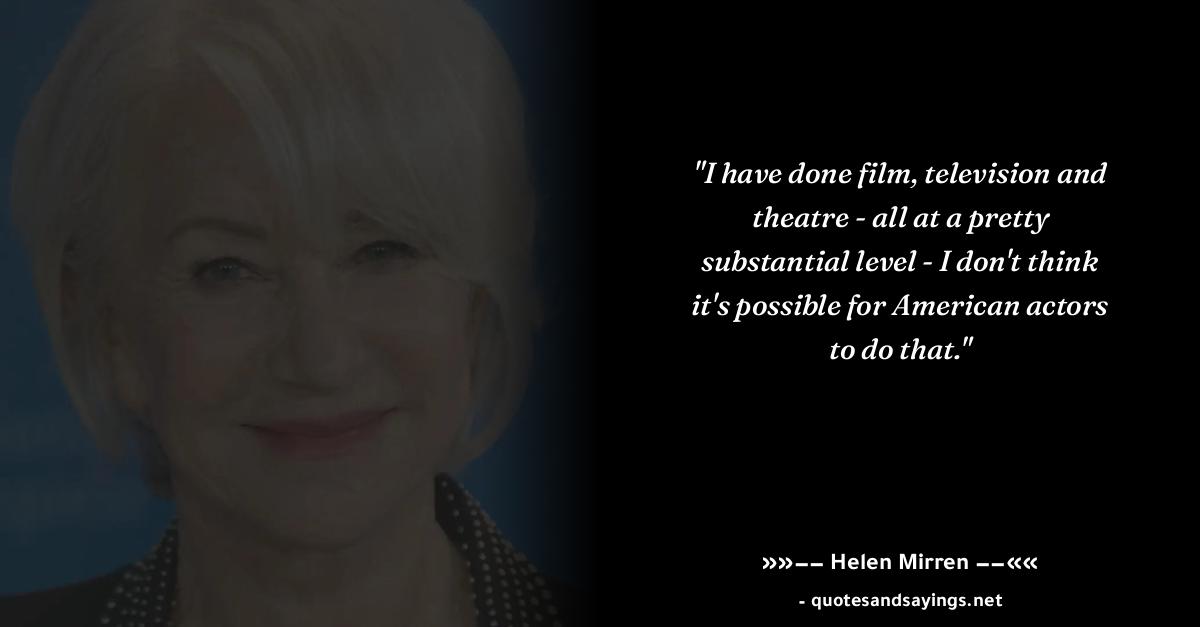 "I have done film, television and
theatre - all at a pretty
substantial level - I don't think
it's possible for American actors
to do that."
»»–– Helen Mirren ––««
- quotesandsayings.net